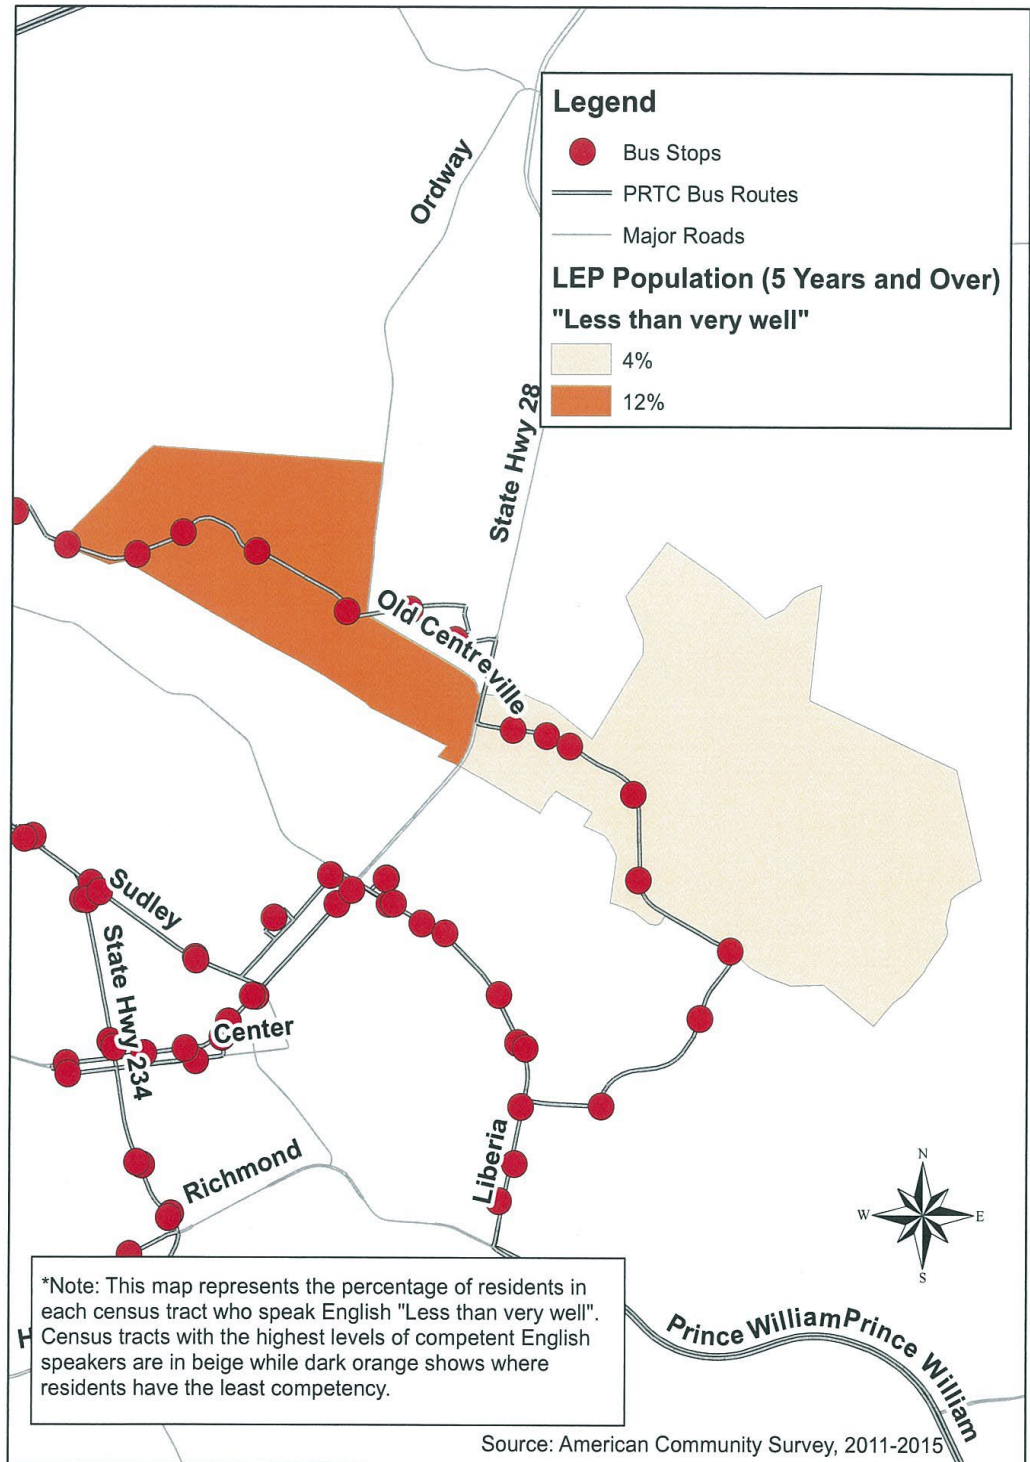 Legend
Bus Stops
PRTC Bus Routes
Major Roads
LEP Population (5 Years and Over)
"Less than very well"
4%
12%
Ordway
State Hwy 28
Old Centreville
Sudley
State Hwy 234
Center
Liberia
Richmond
N
W
E
S
Prince William
Prince William
*Note: This map represents the percentage of residents in
each census tract who speak English "Less than very well".
Census tracts with the highest levels of competent English
speakers are in beige while dark orange shows where
residents have the least competency.
Source: American Community Survey, 2011-2015